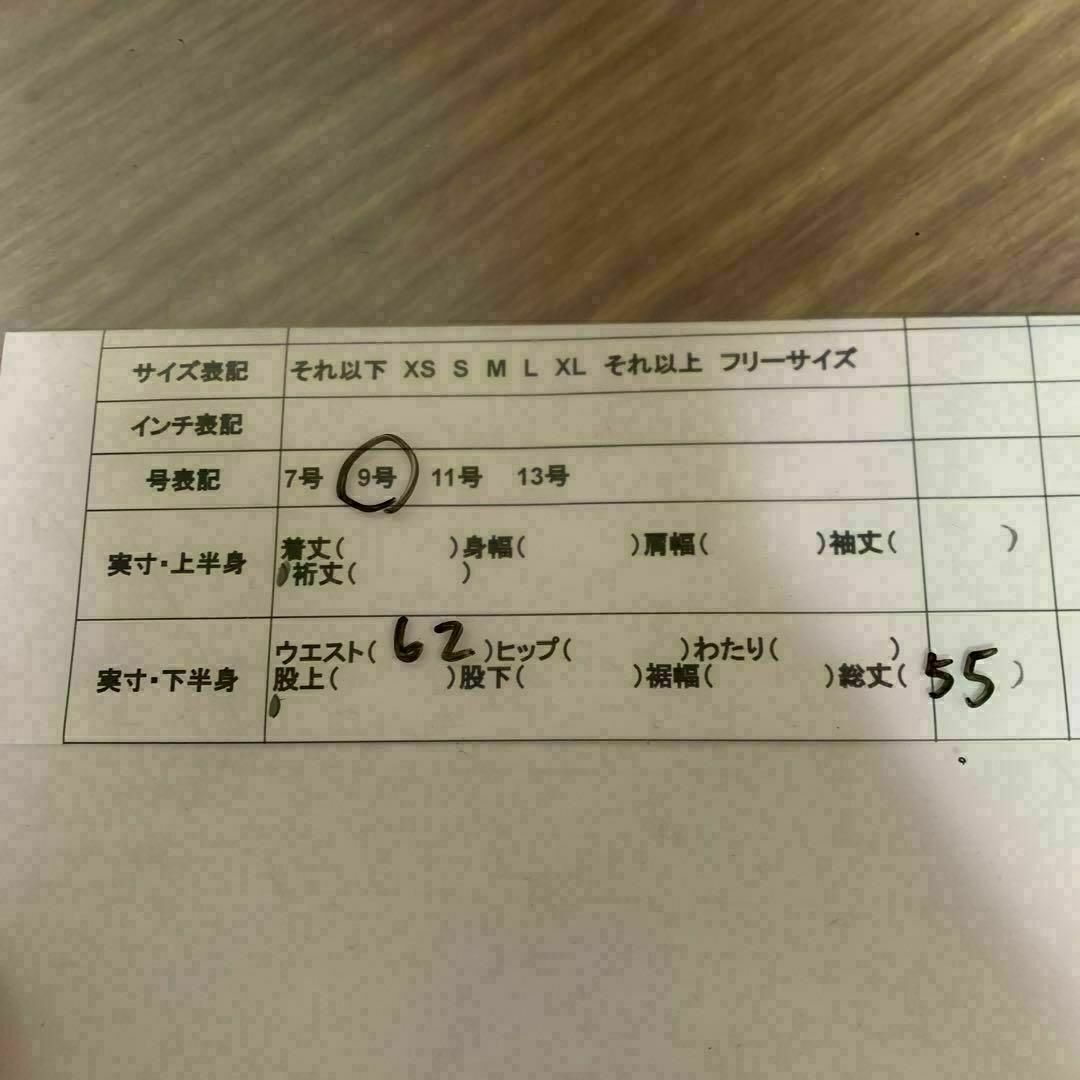 サイズ表記 それ以下 XS S M L XL それ以上 フリーサイズ
インチ表記
号表記 7号 9号 11号 13号
実寸・上半身 着丈( )身幅( )肩幅( )袖丈( )
裄丈( )
実寸・下半身 ウエスト( 62 )ヒップ( )わたり( )
股上( )股下( )裾幅( )総丈( 55 )